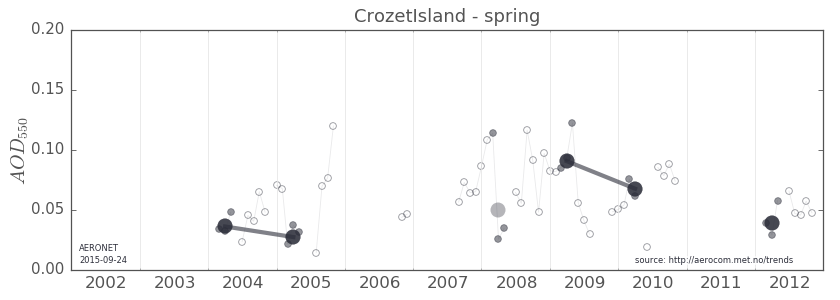 CrozetIsland - spring
0.20
0.15
0.10
0.05
0.00
AOD550
AERONET
2015-09-24
source: http://aerocom.met.no/trends
2002 2003 2004 2005 2006 2007 2008 2009 2010 2011 2012